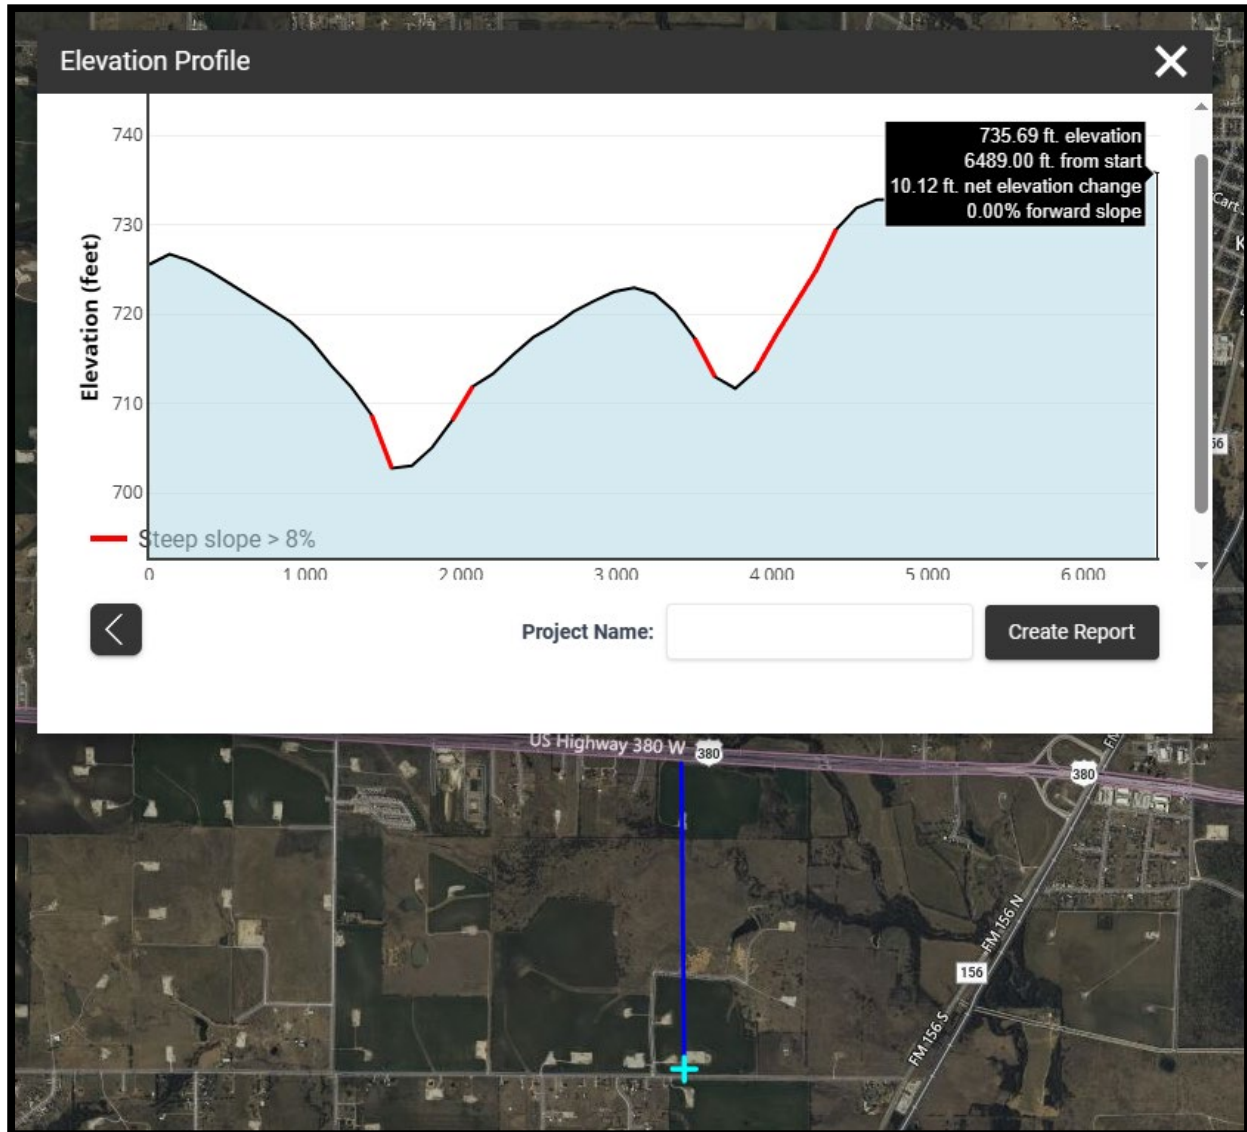 Elevation Profile
740
735.69 ft. elevation
6489.00 ft. from start
10.12 ft. net elevation change
0.00% forward slope
730
720
710
700
Elevation (feet)
Steep slope > 8%
0 1 000 2 000 3 000 4 000 5 000 6 000
Project Name:
Create Report
US Highway 380 W 380
380
FM 156 N
156
FM 156 S
FM
56
Cart
K